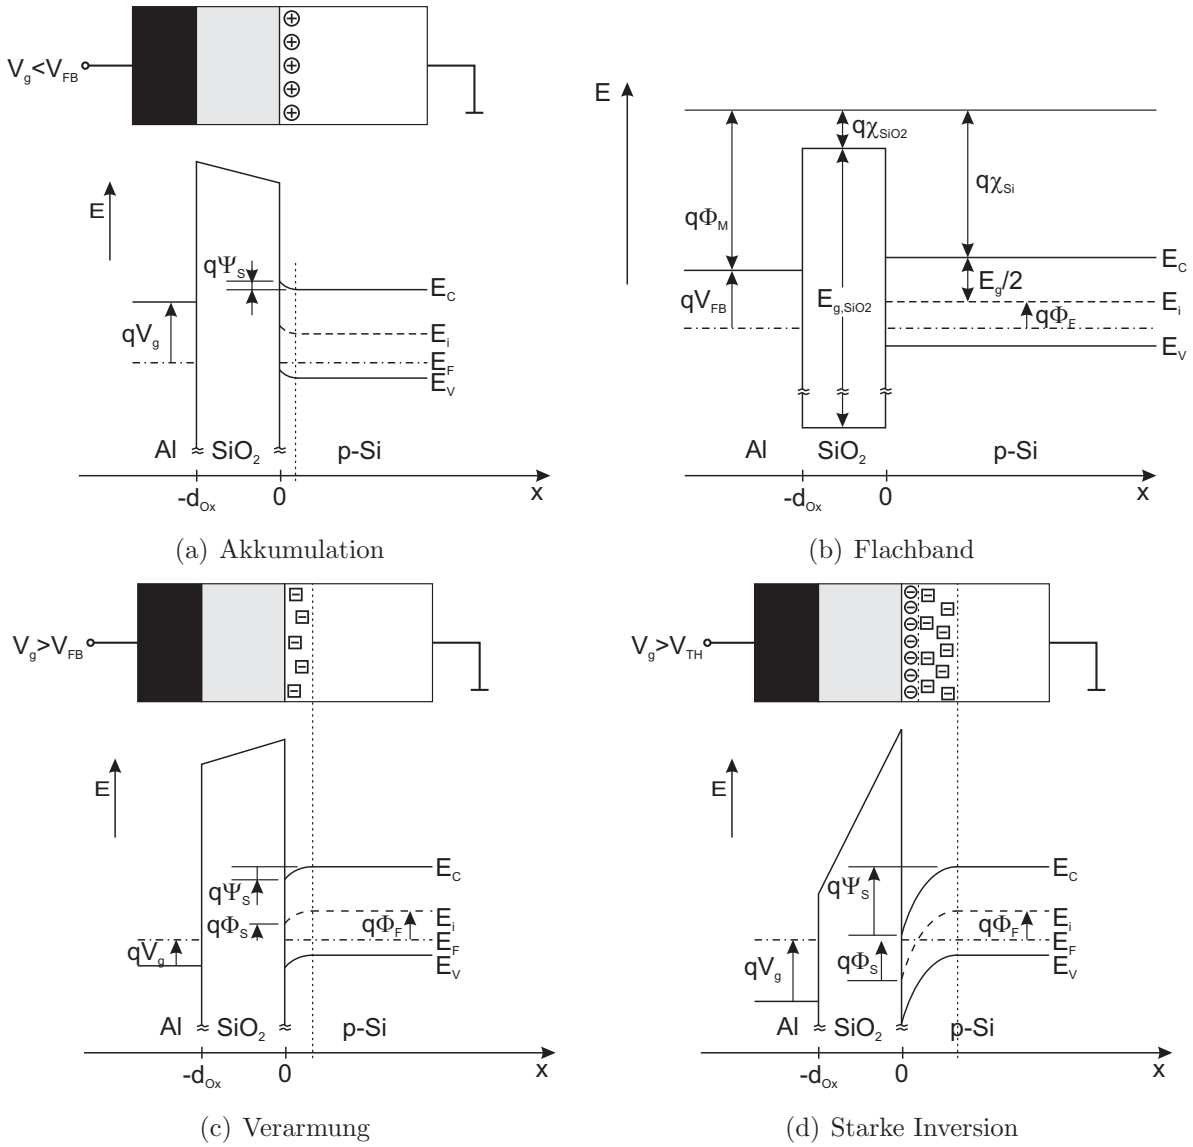 V_g<V_FB
E
qΨ_S
E_C
qV_g
E_i
E_F
E_V
Al SiO_2 p-Si
-d_Ox 0 x
(a) Akkumulation
E
qχ_SiO2
qχ_Si
qΦ_M
E_C
qV_FB
E_g,SiO2
E_g/2
E_i
qΦ_F
E_V
Al SiO_2 p-Si
-d_Ox 0 x
(b) Flachband
V_g>V_FB
E
E_C
qΨ_S
qΦ_S
qΦ_F
E_i
E_F
qV_g
E_V
Al SiO_2 p-Si
-d_Ox 0 x
(c) Verarmung
V_g>V_TH
E
E_C
qΨ_S
qΦ_F
E_i
E_F
qV_g
qΦ_S
E_V
Al SiO_2 p-Si
-d_Ox 0 x
(d) Starke Inversion